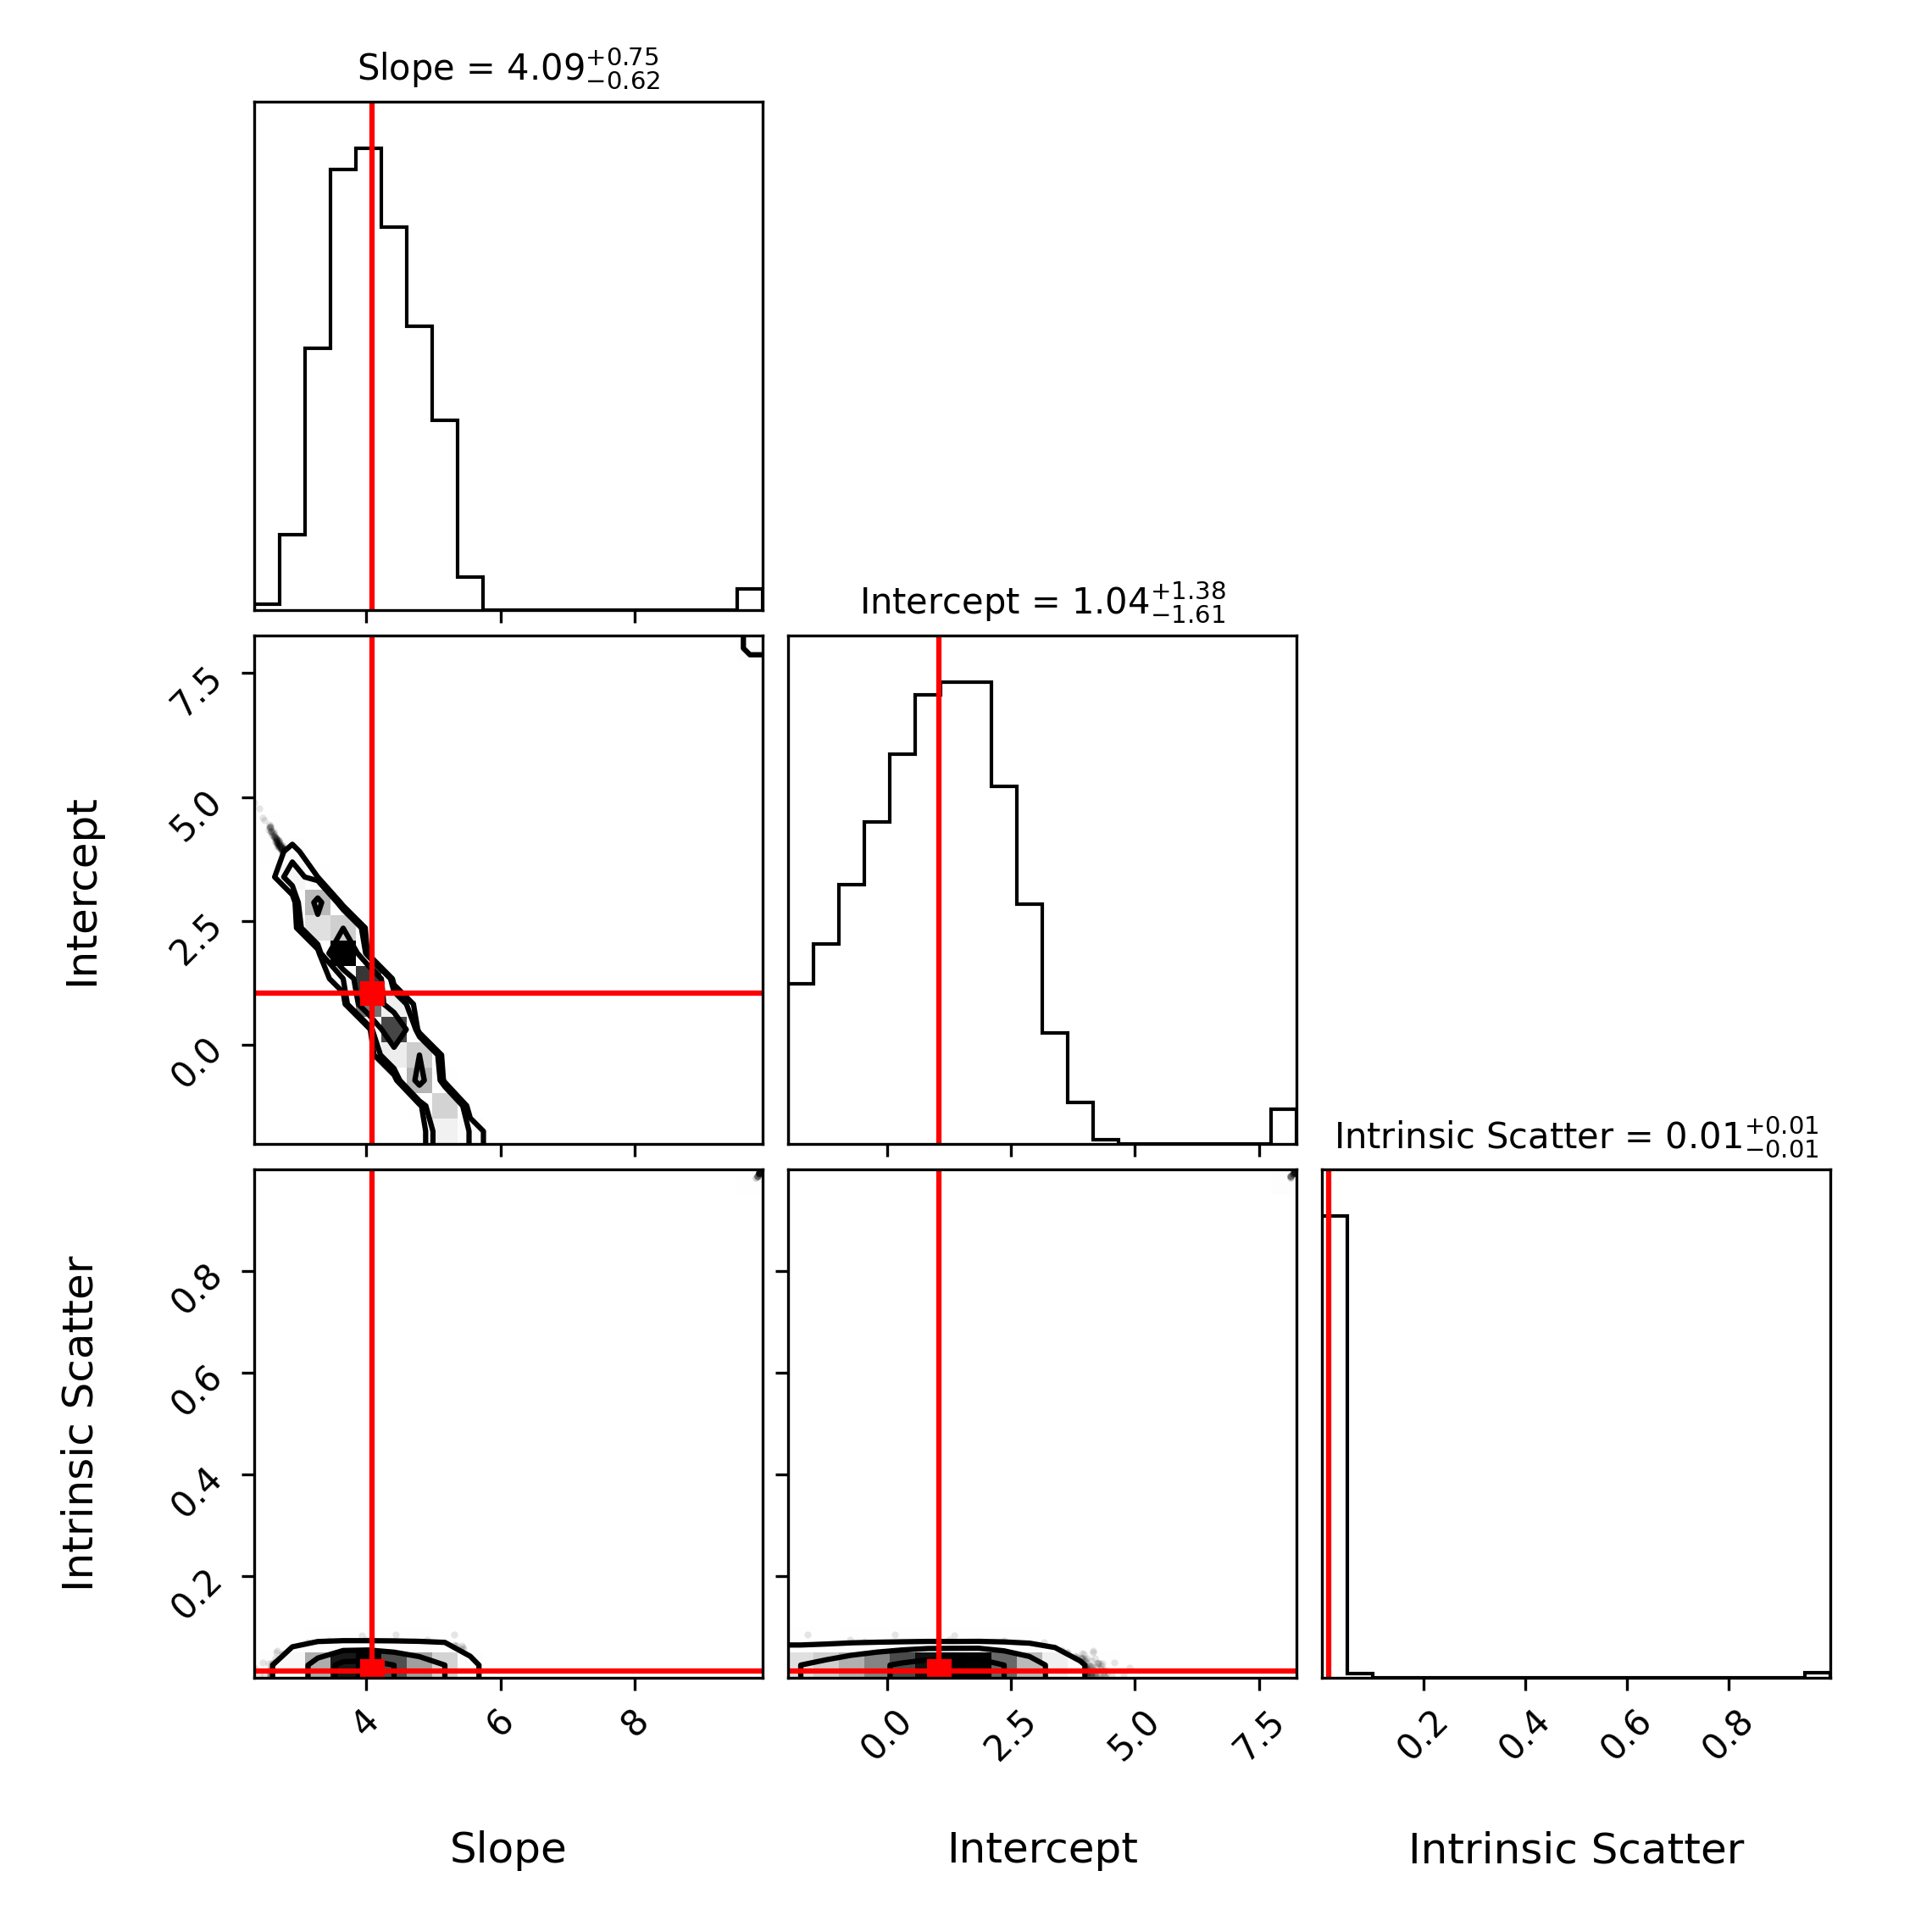 Slope = 4.09+0.75−0.62
Intercept = 1.04+1.38−1.61
7.5
5.0
2.5
0.0
Intercept
Intrinsic Scatter = 0.01+0.01−0.01
0.8
0.6
0.4
0.2
Intrinsic Scatter
4 6 8
0.0 2.5 5.0 7.5
0.2 0.4 0.6 0.8
Slope
Intercept
Intrinsic Scatter